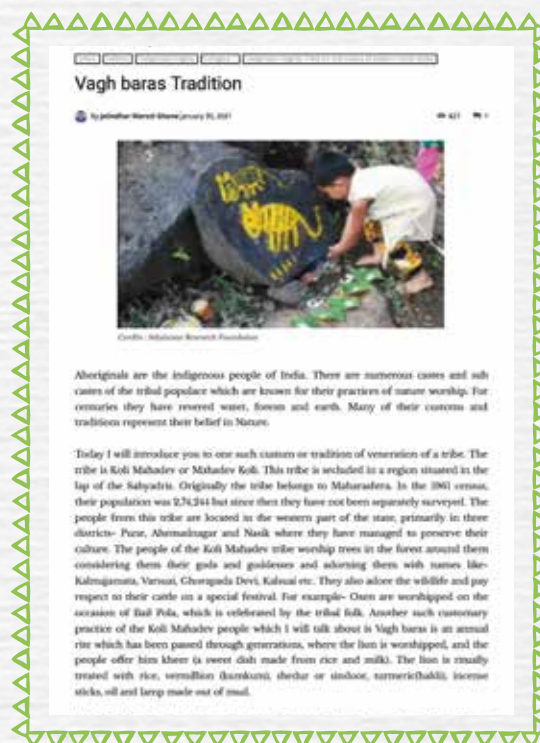 Vagh baras Tradition
By Jalindhar Hiren January 30, 2021
Credits : Research Foundation
Aboriginals are the indigenous people of India. There are numerous castes and sub
castes of the tribal populace which are known for their practices of nature worship. For
centuries they have revered water, forests and earth. Many of their customs and
traditions represent their belief in Nature.
Today I will introduce you to one such custom or tradition of veneration of a tribe. The
tribe is Koli Mahadev or Mahadev Koli. This tribe is secluded in a region situated in the
lap of the Sahyadris. Originally the tribe belongs to Maharashtra. In the 1961 census,
their population was 2,74,244 but since then they have not been separately surveyed. The
people from this tribe are located in the western part of the state, primarily in three
districts- Pune, Ahemadnagar and Nasik where they have managed to preserve their
culture. The people of the Koli Mahadev tribe worship trees in the forest around them
considering them their gods and goddesses and adorning them with names like-
Kalmajamata, Varsuai, Ghorapada Devi, Kalsuai etc. They also adore the wildlife and pay
respect to their cattle on a special festival. For example- Oxen are worshipped on the
occasion of Bail Pola, which is celebrated by the tribal folk. Another such customary
practice of the Koli Mahadev people which I will talk about is Vagh baras is an annual
rite which has been passed through generations, where the lion is worshipped, and the
people offer him kheer (a sweet dish made from rice and milk). The lion is ritually
treated with rice, vermillion (kumkum), shedur or sindoor, turmeric(haldi), incense
sticks, oil and lamp made out of mud.